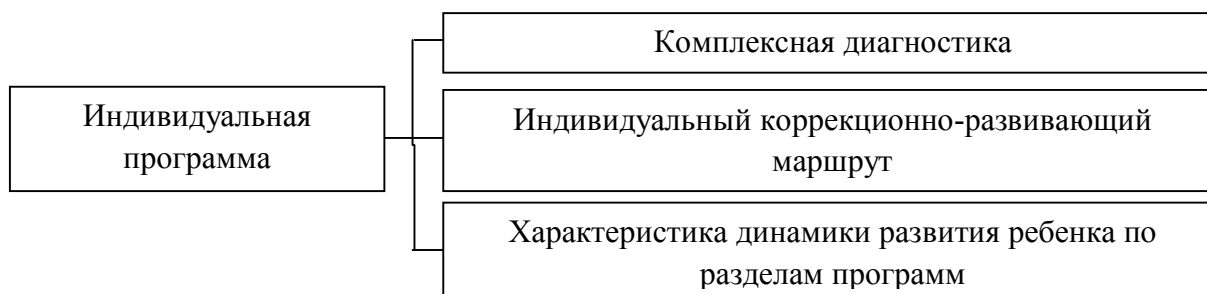 Комплексная диагностика
Индивидуальная
программа
Индивидуальный коррекционно-развивающий
маршрут
Характеристика динамики развития ребенка по
разделам программ